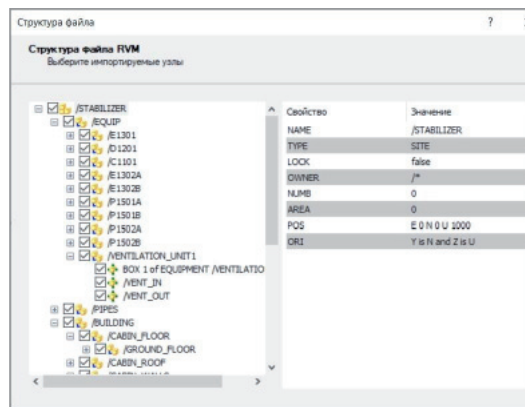 Структура файла
?
Структура файла RVM
Выберите импортируемые узлы
/STABILIZER
/EQUIP
/E1301
/D1201
/C1101
/E1302A
/E1302B
/P1501A
/P1501B
/P1502A
/P1502B
/VENTILATION_UNIT1
BOX 1 of EQUIPMENT /VENTILATIO
/VENT_IN
/VENT_OUT
/PIPES
/BUILDING
/CABIN_FLOOR
/GROUND_FLOOR
/CABIN_ROOF
Свойство Значение
NAME /STABILIZER
TYPE SITE
LOCK false
OWNER /*
NUMB 0
AREA 0
POS E 0 N 0 U 1000
ORI Y is N and Z is U